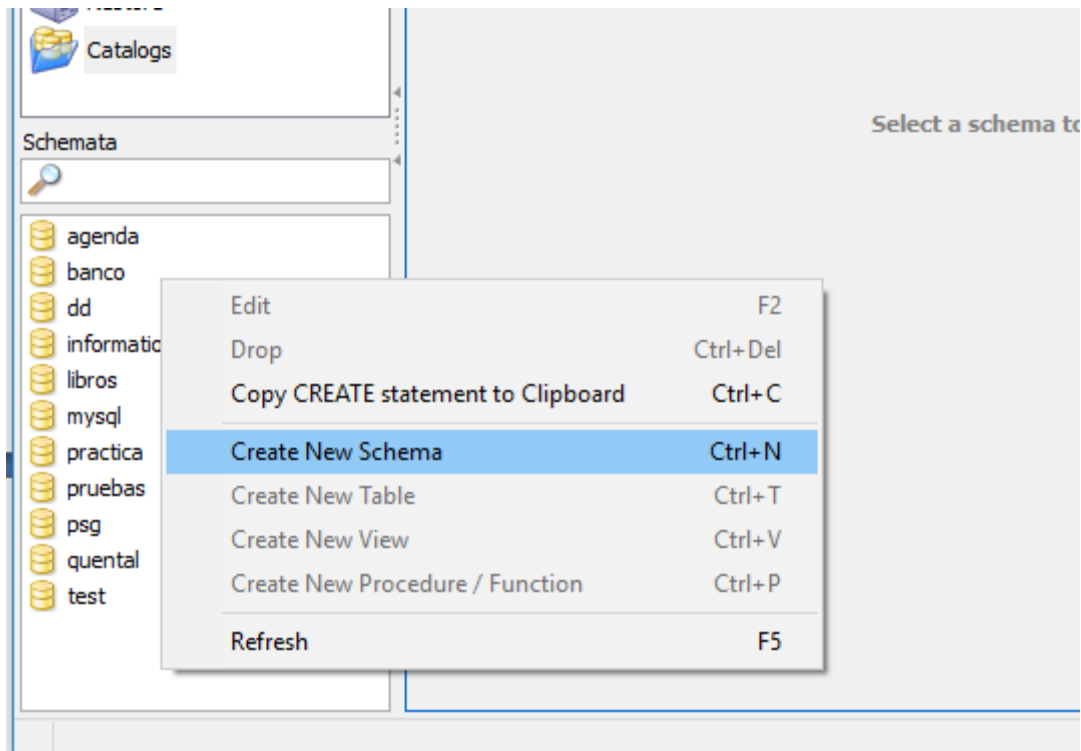 Catalogs
Schemata
Select a schema to
agenda
banco
dd
informatic
libros
mysql
practica
pruebas
psg
quental
test
Edit F2
Drop Ctrl+Del
Copy CREATE statement to Clipboard Ctrl+C
Create New Schema Ctrl+N
Create New Table Ctrl+T
Create New View Ctrl+V
Create New Procedure / Function Ctrl+P
Refresh F5